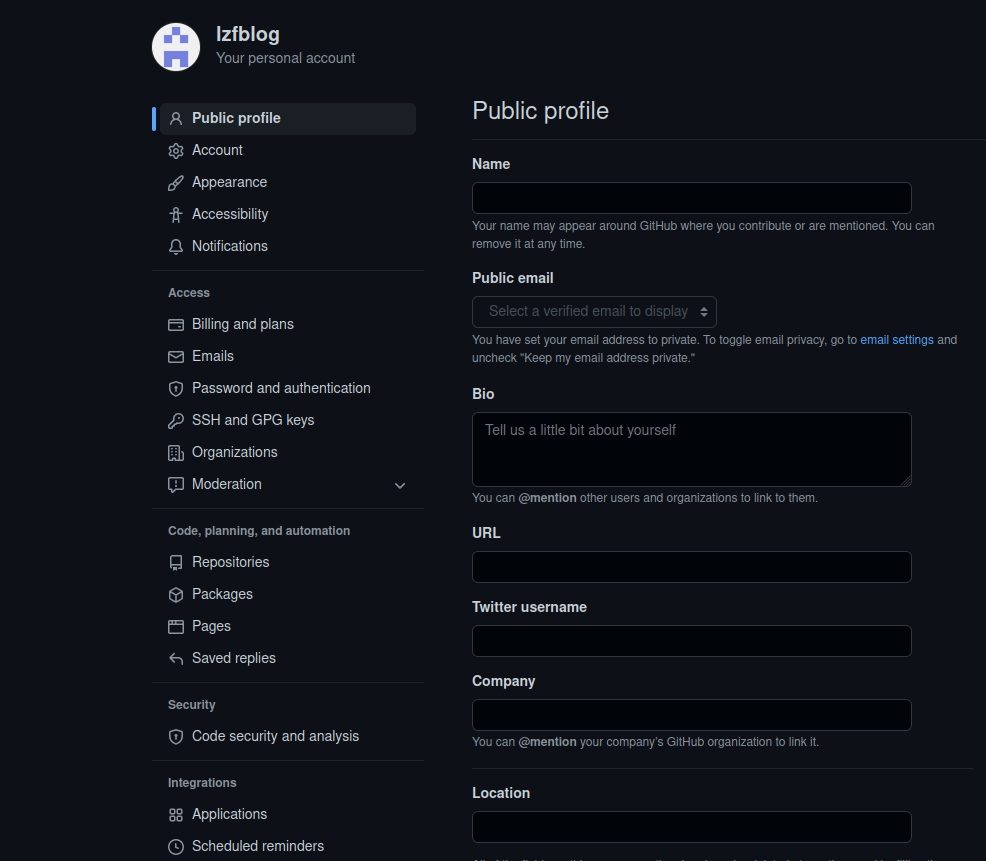 lzfblog
Your personal account
Public profile
Account
Appearance
Accessibility
Notifications
Access
Billing and plans
Emails
Password and authentication
SSH and GPG keys
Organizations
Moderation
Code, planning, and automation
Repositories
Packages
Pages
Saved replies
Security
Code security and analysis
Integrations
Applications
Scheduled reminders
Public profile
Name
Your name may appear around GitHub where you contribute or are mentioned. You can
remove it at any time.
Public email
Select a verified email to display
You have set your email address to private. To toggle email privacy, go to email settings and
uncheck "Keep my email address private."
Bio
Tell us a little bit about yourself
You can @mention other users and organizations to link to them.
URL
Twitter username
Company
You can @mention your company's GitHub organization to link it.
Location